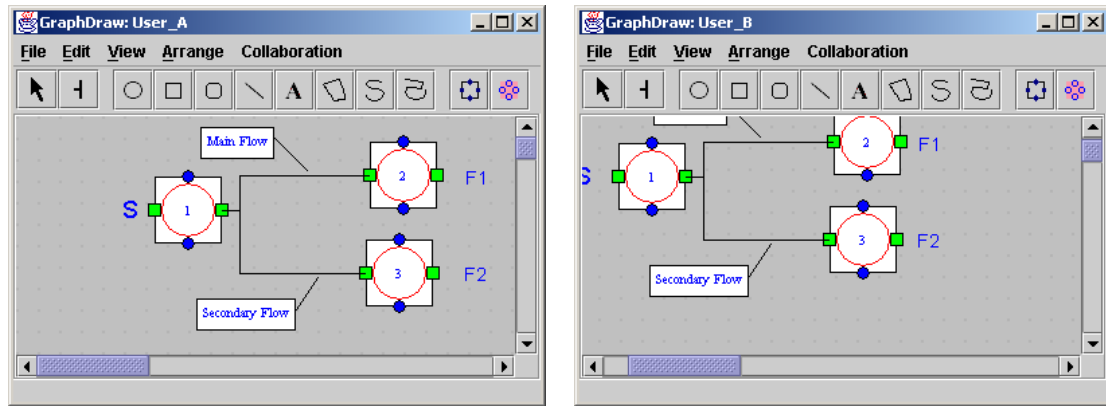 GraphDraw: User_A
File Edit View Arrange Collaboration
A
Main Flow
2
F1
S
1
3
F2
Secondary Flow
GraphDraw: User_B
File Edit View Arrange Collaboration
A
2
F1
S
1
3
F2
Secondary Flow